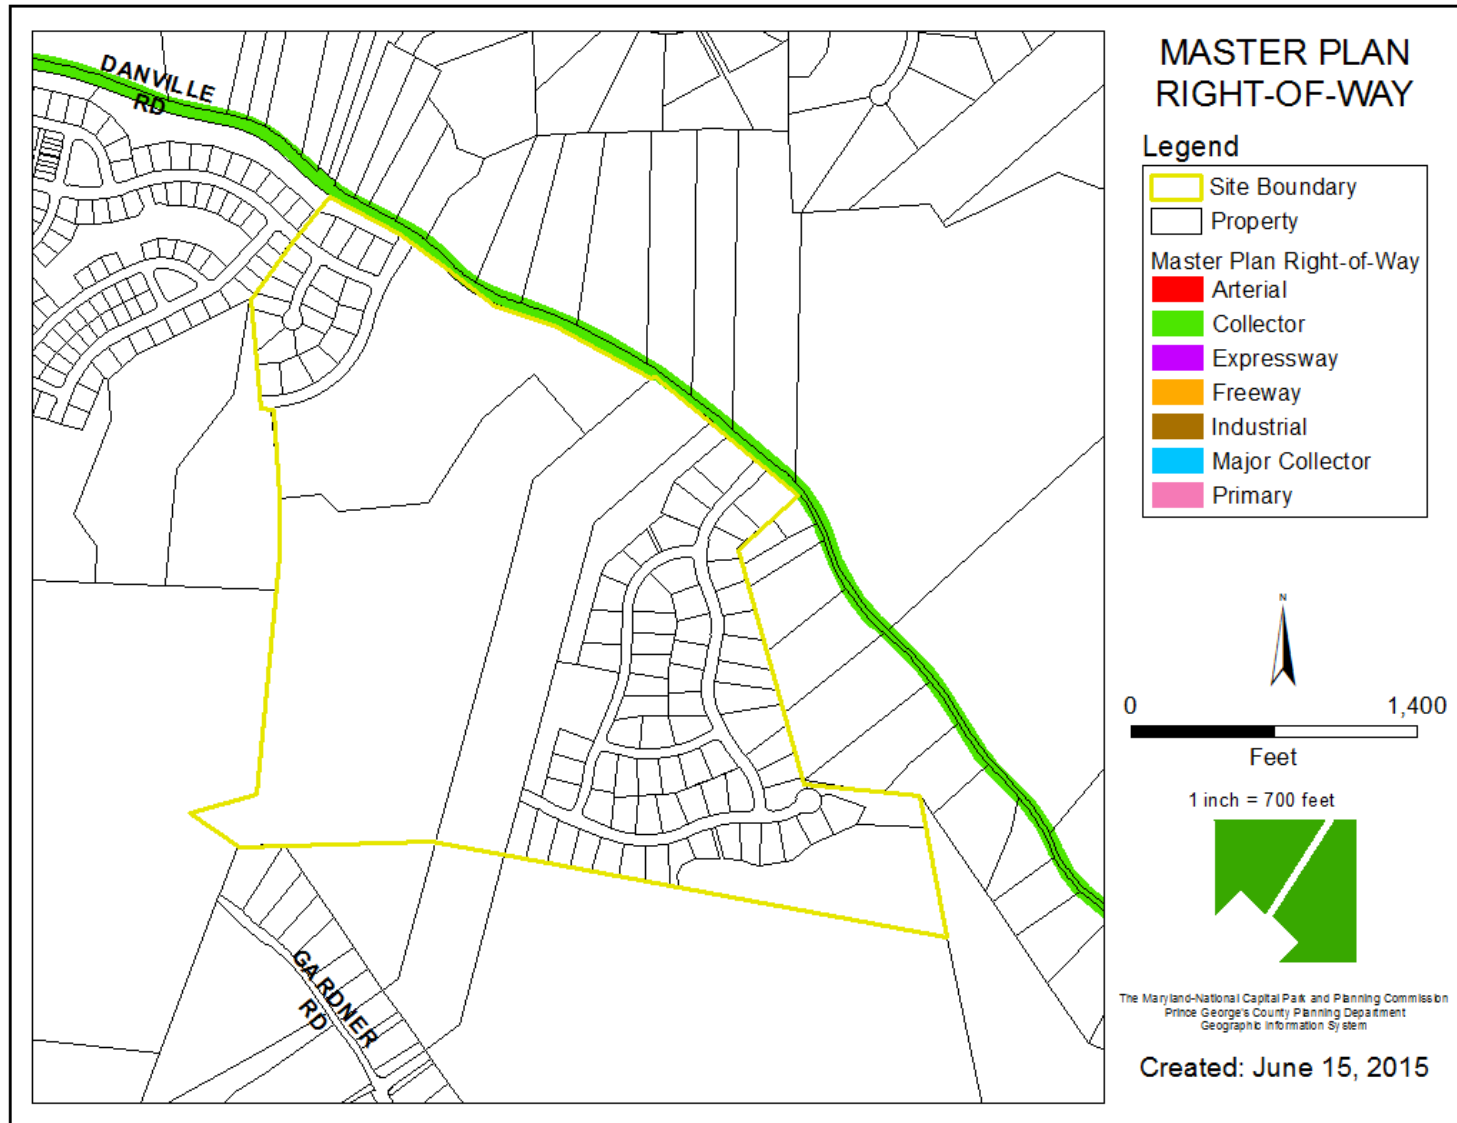 DANVILLE
RD
GARDNER
RD
MASTER PLAN
RIGHT-OF-WAY
Legend
Site Boundary
Property
Master Plan Right-of-Way
Arterial
Collector
Expressway
Freeway
Industrial
Major Collector
Primary
N
0 1,400
Feet
1 inch = 700 feet
The Maryland-National Capital Park and Planning Commission
Prince George's County Planning Department
Geographic Information System
Created: June 15, 2015